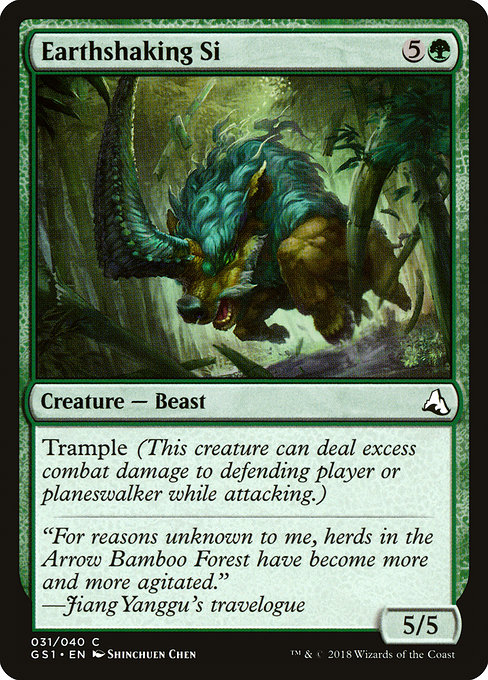 Earthshaking Si 5
Creature — Beast
Trample (This creature can deal excess
combat damage to defending player or
planeswalker while attacking.)
“For reasons unknown to me, herds in the
Arrow Bamboo Forest have become more
and more agitated.”
—Jiang Yanggu’s travelogue
5/5
031/040 C
GS1 • EN Shinchuen Chen
™ & © 2018 Wizards of the Coast